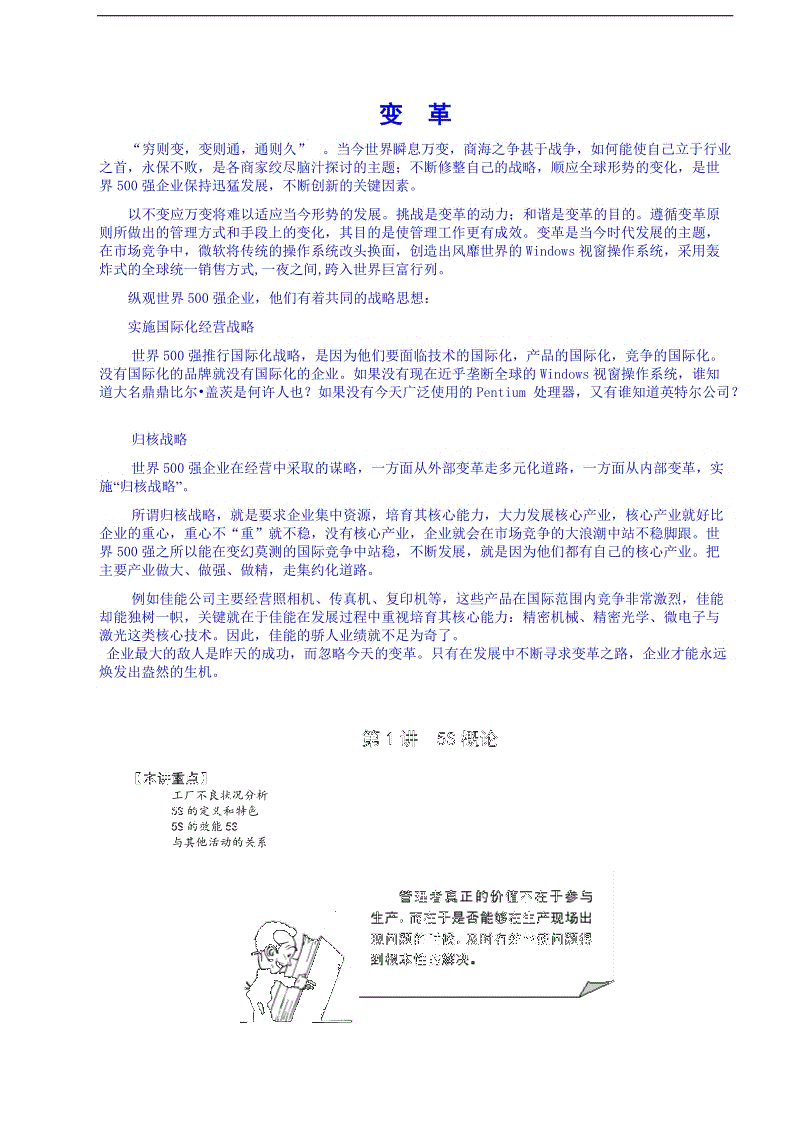 变 革
“穷则变，变则通，通则久” 。当今世界瞬息万变，商海之争甚于战争，如何能使自己立于行业
之首，永保不败，是各商家绞尽脑汁探讨的主题；不断修整自己的战略，顺应全球形势的变化，是世
界 500 强企业保持迅猛发展，不断创新的关键因素。
以不变应万变将难以适应当今形势的发展。挑战是变革的动力；和谐是变革的目的。遵循变革原
则所做出的管理方式和手段上的变化，其目的是使管理工作更有成效。变革是当今时代发展的主题，
在市场竞争中，微软将传统的操作系统改头换面，创造出风靡世界的 Windows 视窗操作系统，采用轰
炸式的全球统一销售方式,一夜之间,跨入世界巨富行列。
纵观世界 500 强企业，他们有着共同的战略思想：
实施国际化经营战略
世界 500 强推行国际化战略，是因为他们要面临技术的国际化，产品的国际化，竞争的国际化。
没有国际化的品牌就没有国际化的企业。如果没有现在近乎垄断全球的 Windows 视窗操作系统，谁知
道大名鼎鼎比尔•盖茨是何许人也？如果没有今天广泛使用的 Pentium 处理器，又有谁知道英特尔公司？
归核战略
世界 500 强企业在经营中采取的谋略，一方面从外部变革走多元化道路，一方面从内部变革，实
施“归核战略”。
所谓归核战略，就是要求企业集中资源，培育其核心能力，大力发展核心产业，核心产业就好比
企业的重心，重心不“重”就不稳，没有核心产业，企业就会在市场竞争的大浪潮中站不稳脚跟。世
界 500 强之所以能在变幻莫测的国际竞争中站稳，不断发展，就是因为他们都有自己的核心产业。把
主要产业做大、做强、做精，走集约化道路。
例如佳能公司主要经营照相机、传真机、复印机等，这些产品在国际范围内竞争非常激烈，佳能
却能独树一帜，关键就在于佳能在发展过程中重视培育其核心能力：精密机械、精密光学、微电子与
激光这类核心技术。因此，佳能的骄人业绩就不足为奇了。
企业最大的敌人是昨天的成功，而忽略今天的变革。只有在发展中不断寻求变革之路，企业才能永远
焕发出盎然的生机。
第 1 讲 5S 概论
【本讲重点】
工厂不良状况分析
5S 的定义和特色
5S 的效能 5S
与其他活动的关系
管理者真正的价值不在于参与
生产，而在于是否能够在生产现场出
现问题的时候，及时有效地使问题得
到根本性的解决。